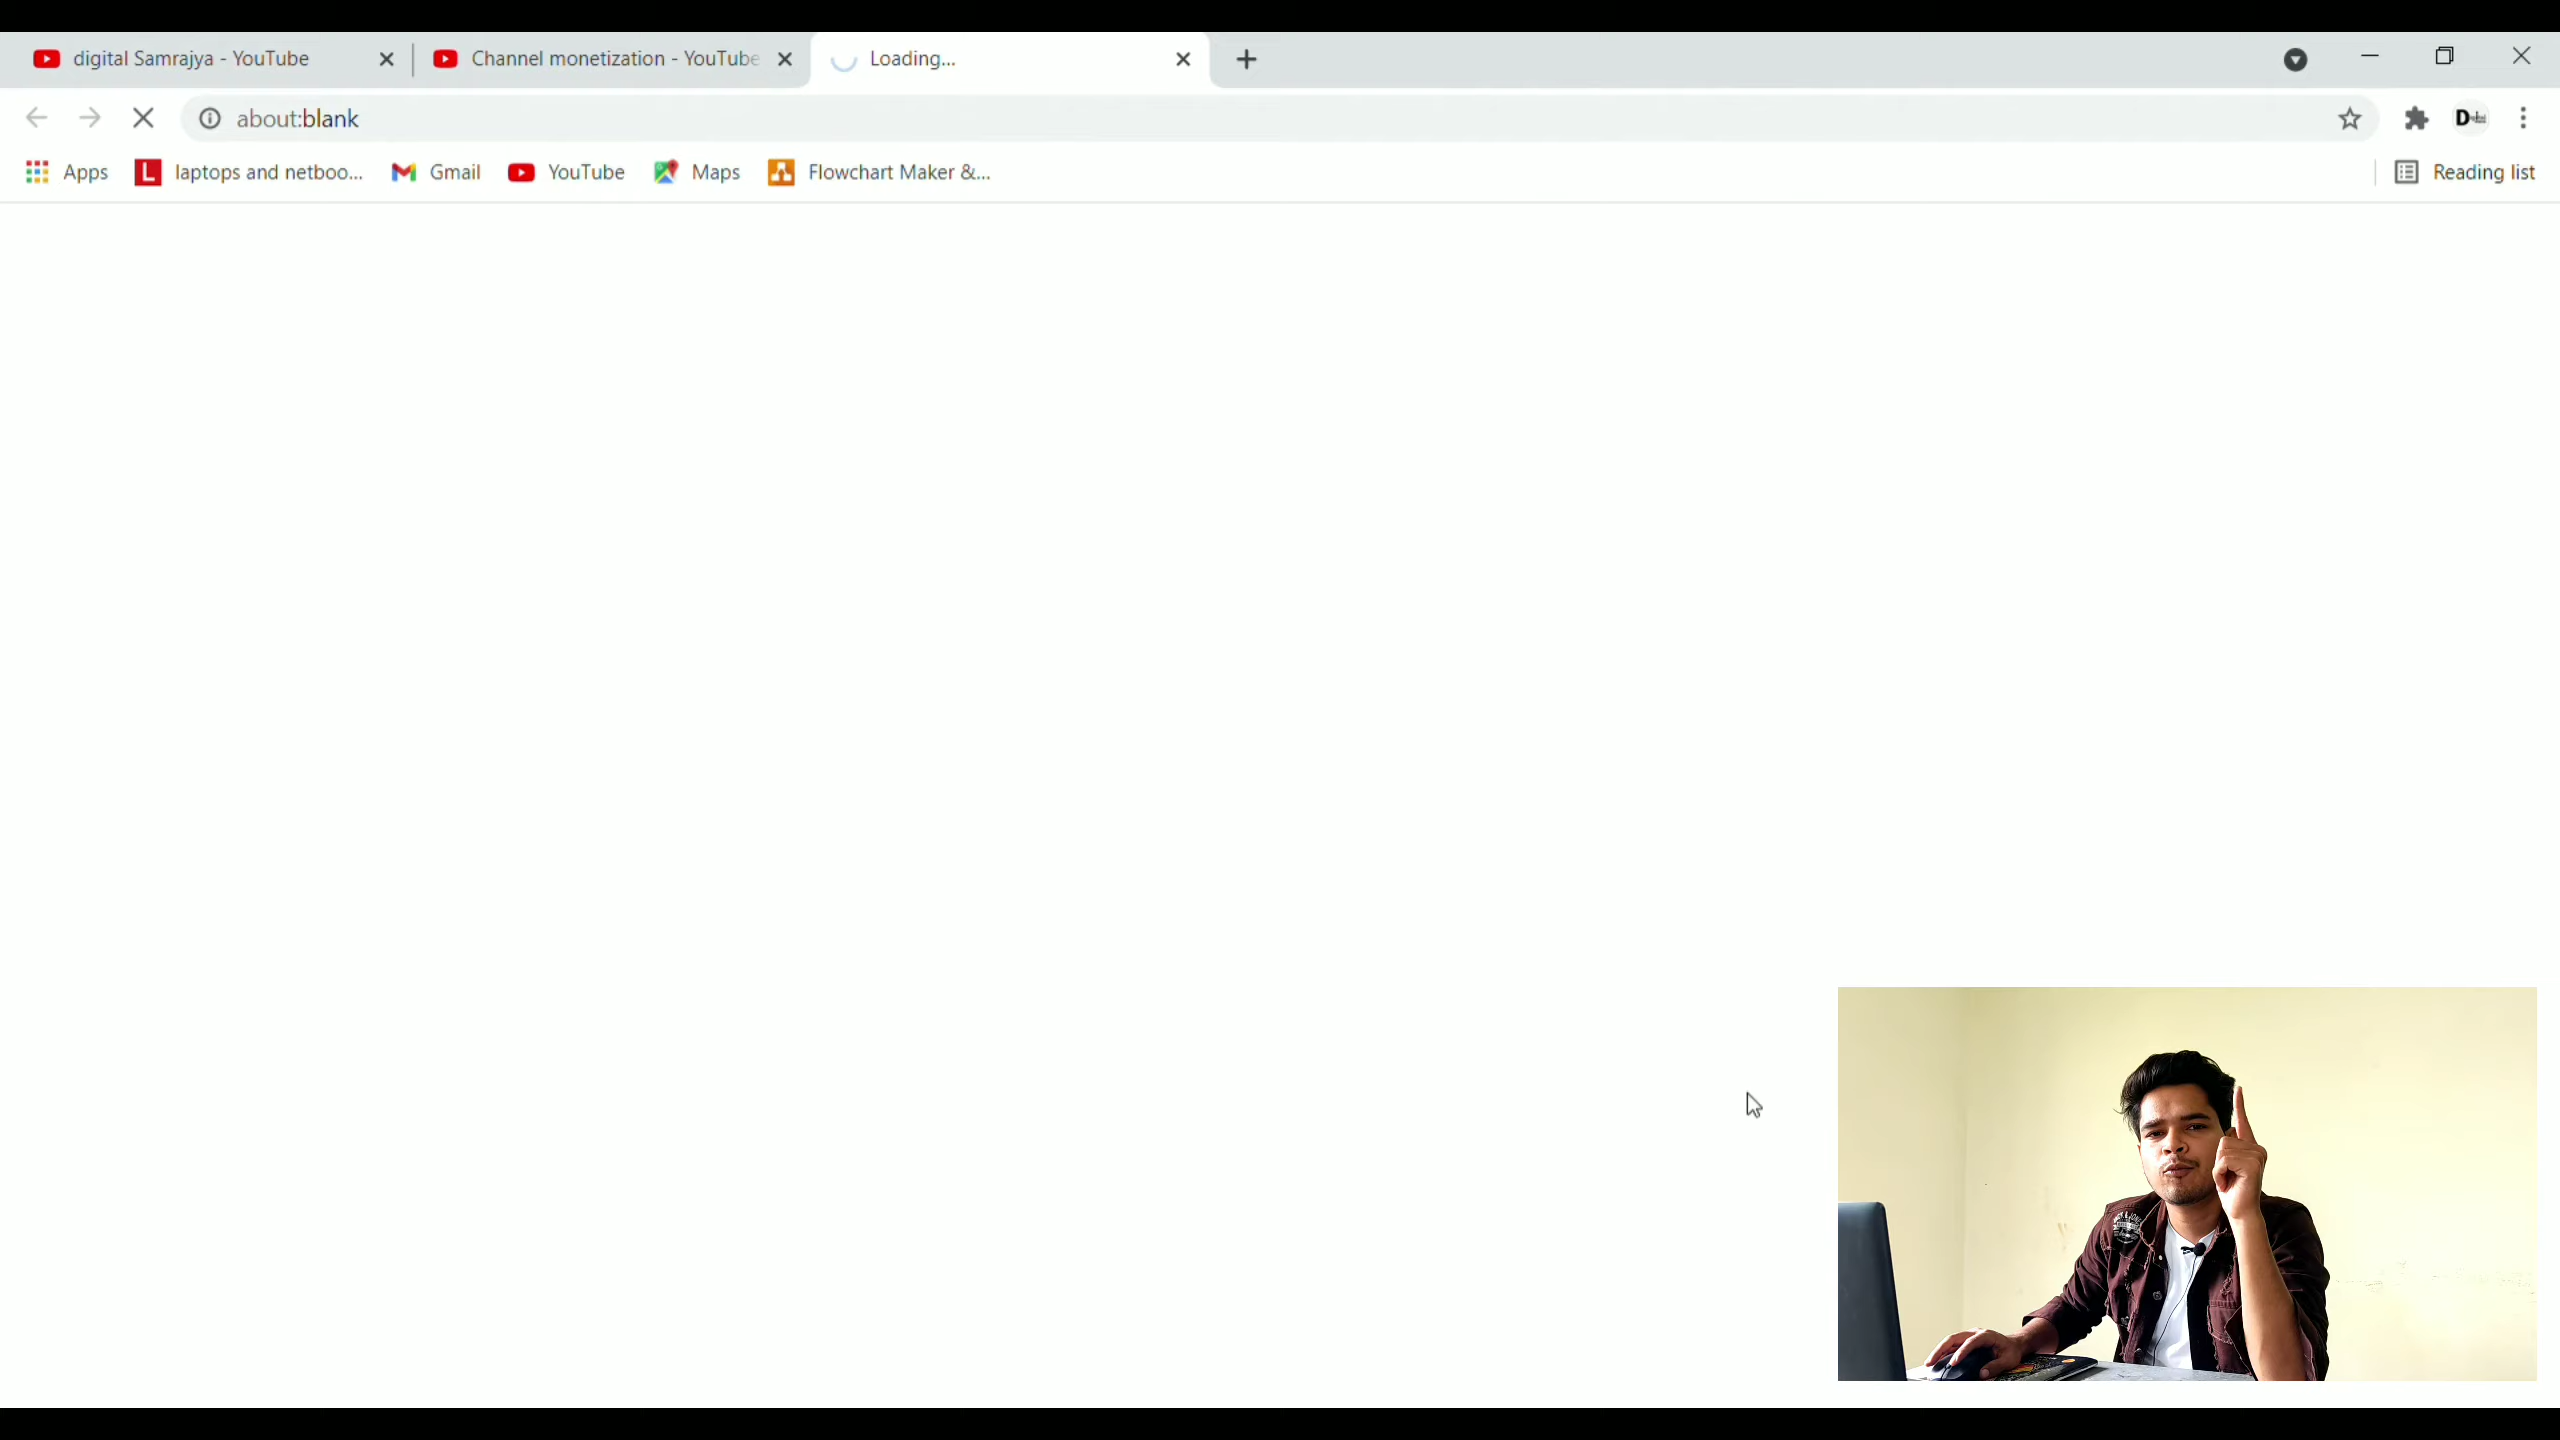 digital Samrajya - YouTube
Channel monetization - YouTube
Loading...
about:blank
Apps
laptops and netboo...
Gmail
YouTube
Maps
Flowchart Maker &...
Reading list